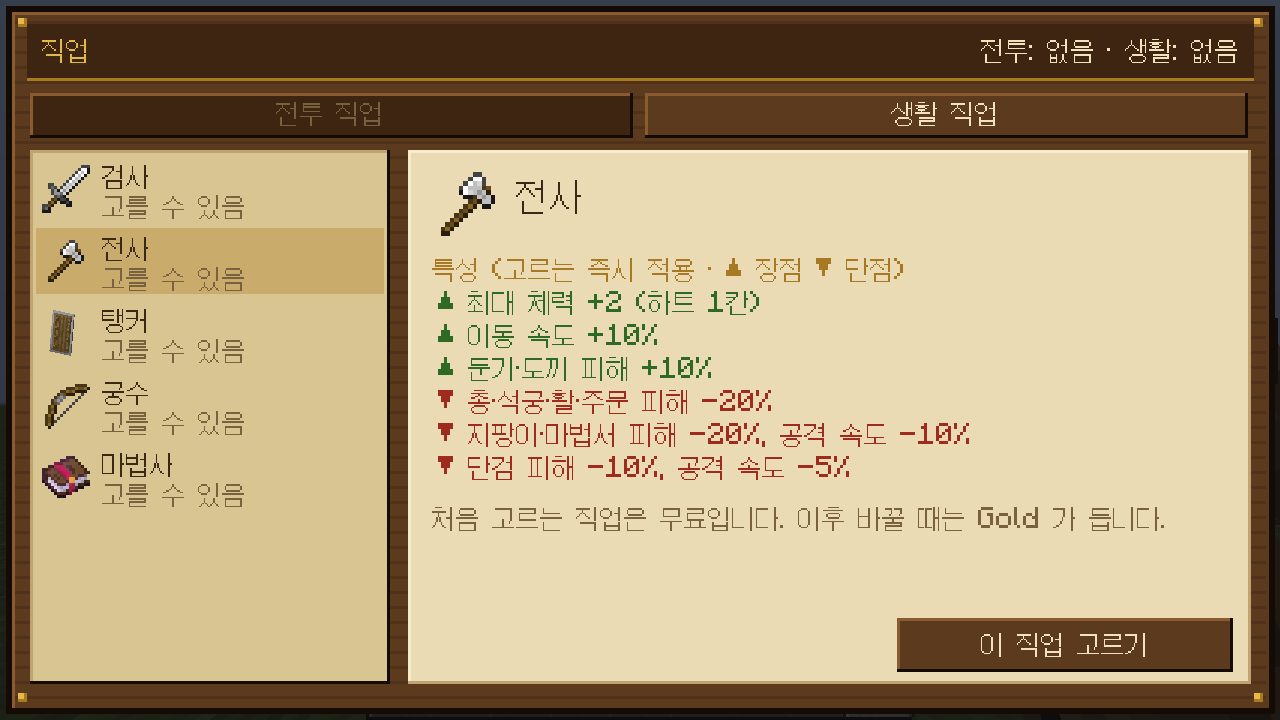 직업
전투: 없음 · 생활: 없음
전투 직업
생활 직업
검사
고를 수 있음
전사
고를 수 있음
탱커
고를 수 있음
궁수
고를 수 있음
마법사
고를 수 있음
전사
특성 (고르는 즉시 적용 · ▲ 장점 ▼ 단점)
▲ 최대 체력 +2 (하트 1칸)
▲ 이동 속도 +10%
▲ 둔기·도끼 피해 +10%
▼ 총·석궁·활·주문 피해 -20%
▼ 지팡이·마법서 피해 -20%, 공격 속도 -10%
▼ 단검 피해 -10%, 공격 속도 -5%
처음 고르는 직업은 무료입니다. 이후 바꿀 때는 Gold 가 듭니다.
이 직업 고르기